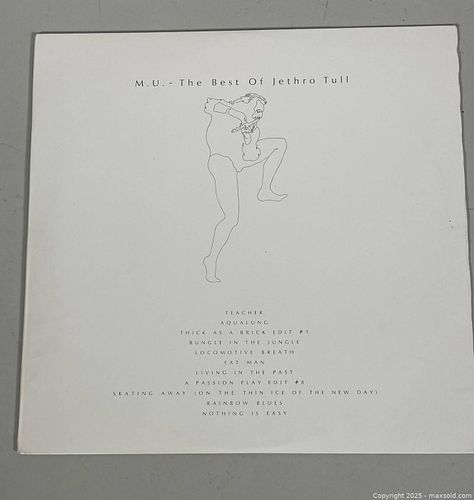 M.U. - The Best Of Jethro Tull
TEACHER
AQUALUNG
THICK AS A BRICK EDIT #1
BUNGLE IN THE JUNGLE
LOCOMOTIVE BREATH
FAT MAN
LIVING IN THE PAST
A PASSION PLAY EDIT #8
SKATING AWAY (ON THE THIN ICE OF THE NEW DAY)
RAINBOW BLUES
NOTHING IS EASY
Copyright 2025 - maxsold.com